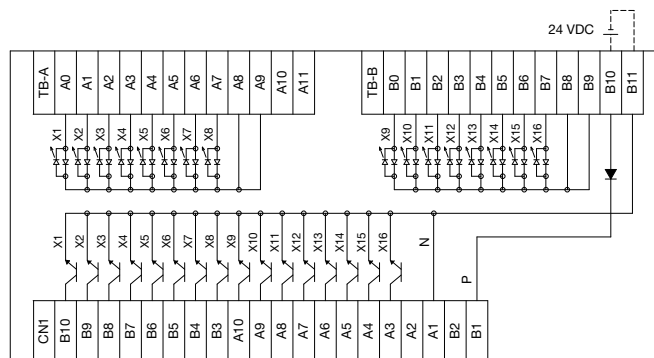 24 VDC
TB-A A0 A1 A2 A3 A4 A5 A6 A7 A8 A9 A10 A11
TB-B B0 B1 B2 B3 B4 B5 B6 B7 B8 B9 B10 B11
X1 X2 X3 X4 X5 X6 X7 X8
X9 X10 X11 X12 X13 X14 X15 X16
X1 X2 X3 X4 X5 X6 X7 X8 X9 X10 X11 X12 X13 X14 X15 X16
N
P
CN1 B10 B9 B8 B7 B6 B5 B4 B3 A10 A9 A8 A7 A6 A5 A4 A3 A2 A1 B2 B1